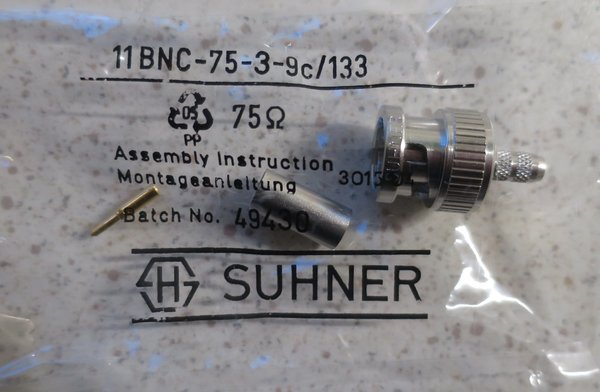 11 BNC-75-3-9c/133
05 75Ω
PP
Assembly Instruction
Montageanleitung
Batch No. 49430
SUHNER